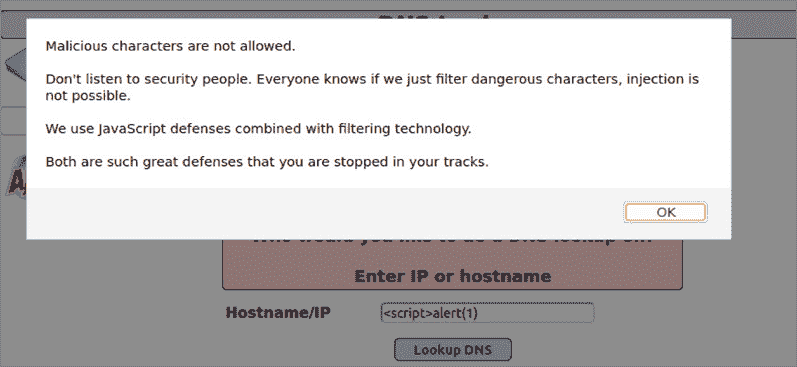 Malicious characters are not allowed.
Don't listen to security people. Everyone knows if we just filter dangerous characters, injection is
not possible.
We use JavaScript defenses combined with filtering technology.
Both are such great defenses that you are stopped in your tracks.
OK
Enter IP or hostname
Hostname/IP
<script>alert(1)
Lookup DNS